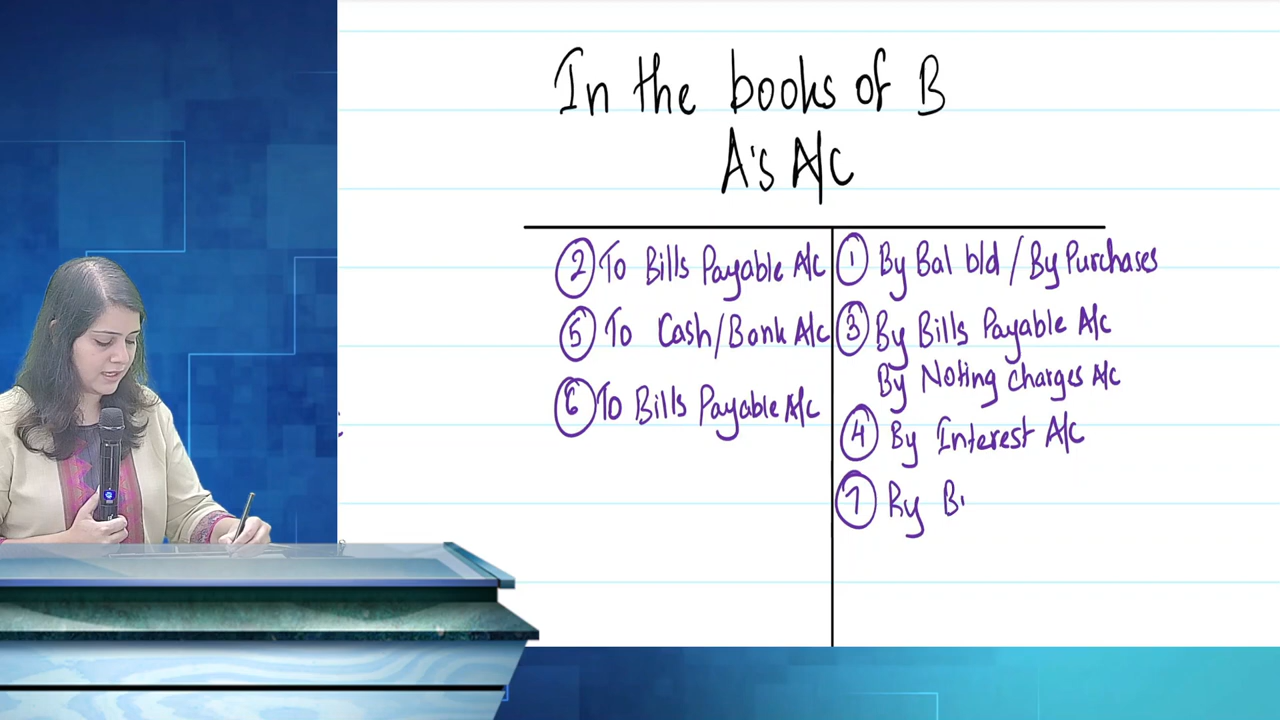 In the books of B
A's A/c
② To Bills Payable A/c
⑤ To Cash/Bank A/c
⑥ To Bills Payable A/c
① By Bal b/d / By Purchases
③ By Bills Payable A/c
By Noting charges A/c
④ By Interest A/c
⑦ By B